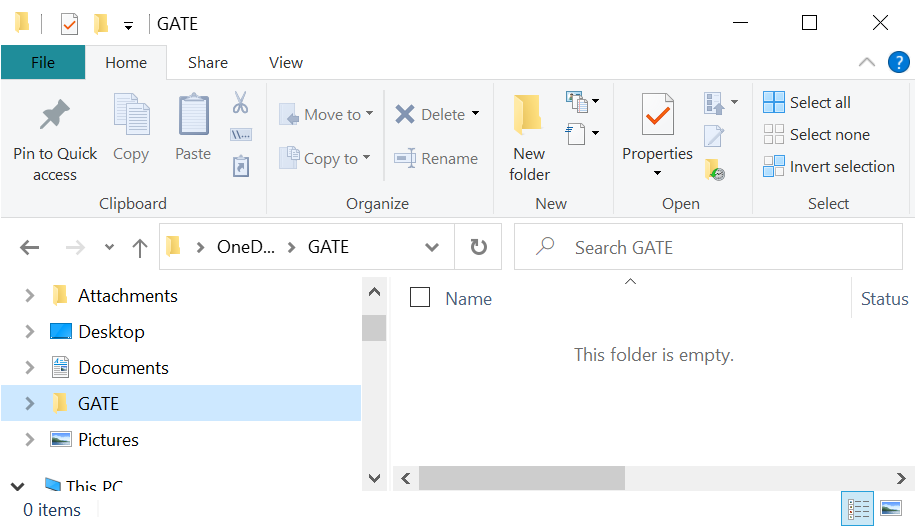 GATE
File Home Share View
?
Pin to Quick access
Copy
Paste
W...
Move to
Copy to
Delete
Rename
New folder
Properties
Select all
Select none
Invert selection
Clipboard Organize New Open Select
OneD... GATE
Search GATE
Attachments
Desktop
Documents
GATE
Pictures
This PC
Name Status
This folder is empty.
0 items